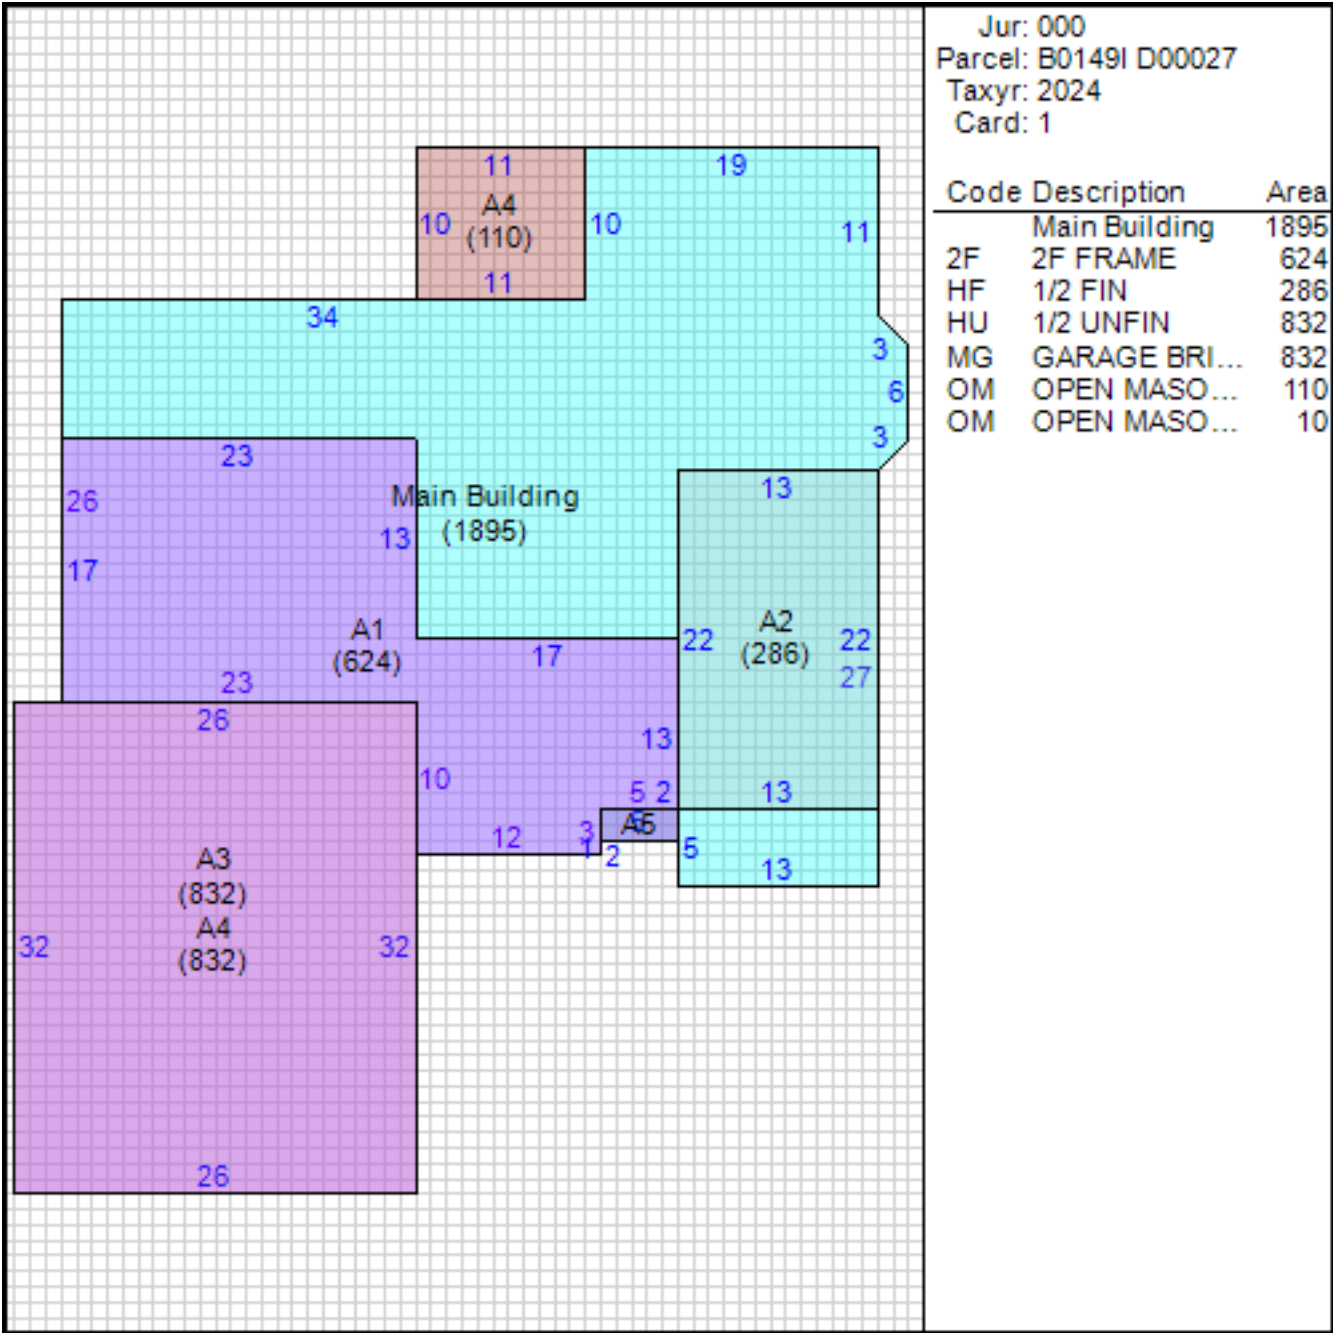 Jur: 000
Parcel: B0149I D00027
Taxyr: 2024
Card: 1
Code Description Area
Main Building 1895
2F 2F FRAME 624
HF 1/2 FIN 286
HU 1/2 UNFIN 832
MG GARAGE BRI... 832
OM OPEN MASO... 110
OM OPEN MASO... 10
11 19
A4
10 (110) 10 11
11
34
3
6
3
23
26
Main Building
(1895)
13
13
17
A1
(624)
17
22
A2
(286)
22
27
23
26
13
10
5 2
13
A5
3
12
1 2
5
13
A3
(832)
A4
(832)
32 32
26